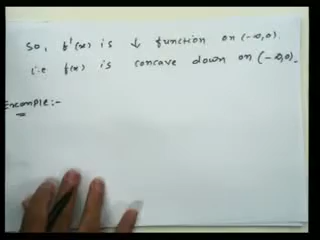 So, f'(x) is ↓ function on (-∞,0).
i.e f(x) is concave down on (-∞,0).
Example:-